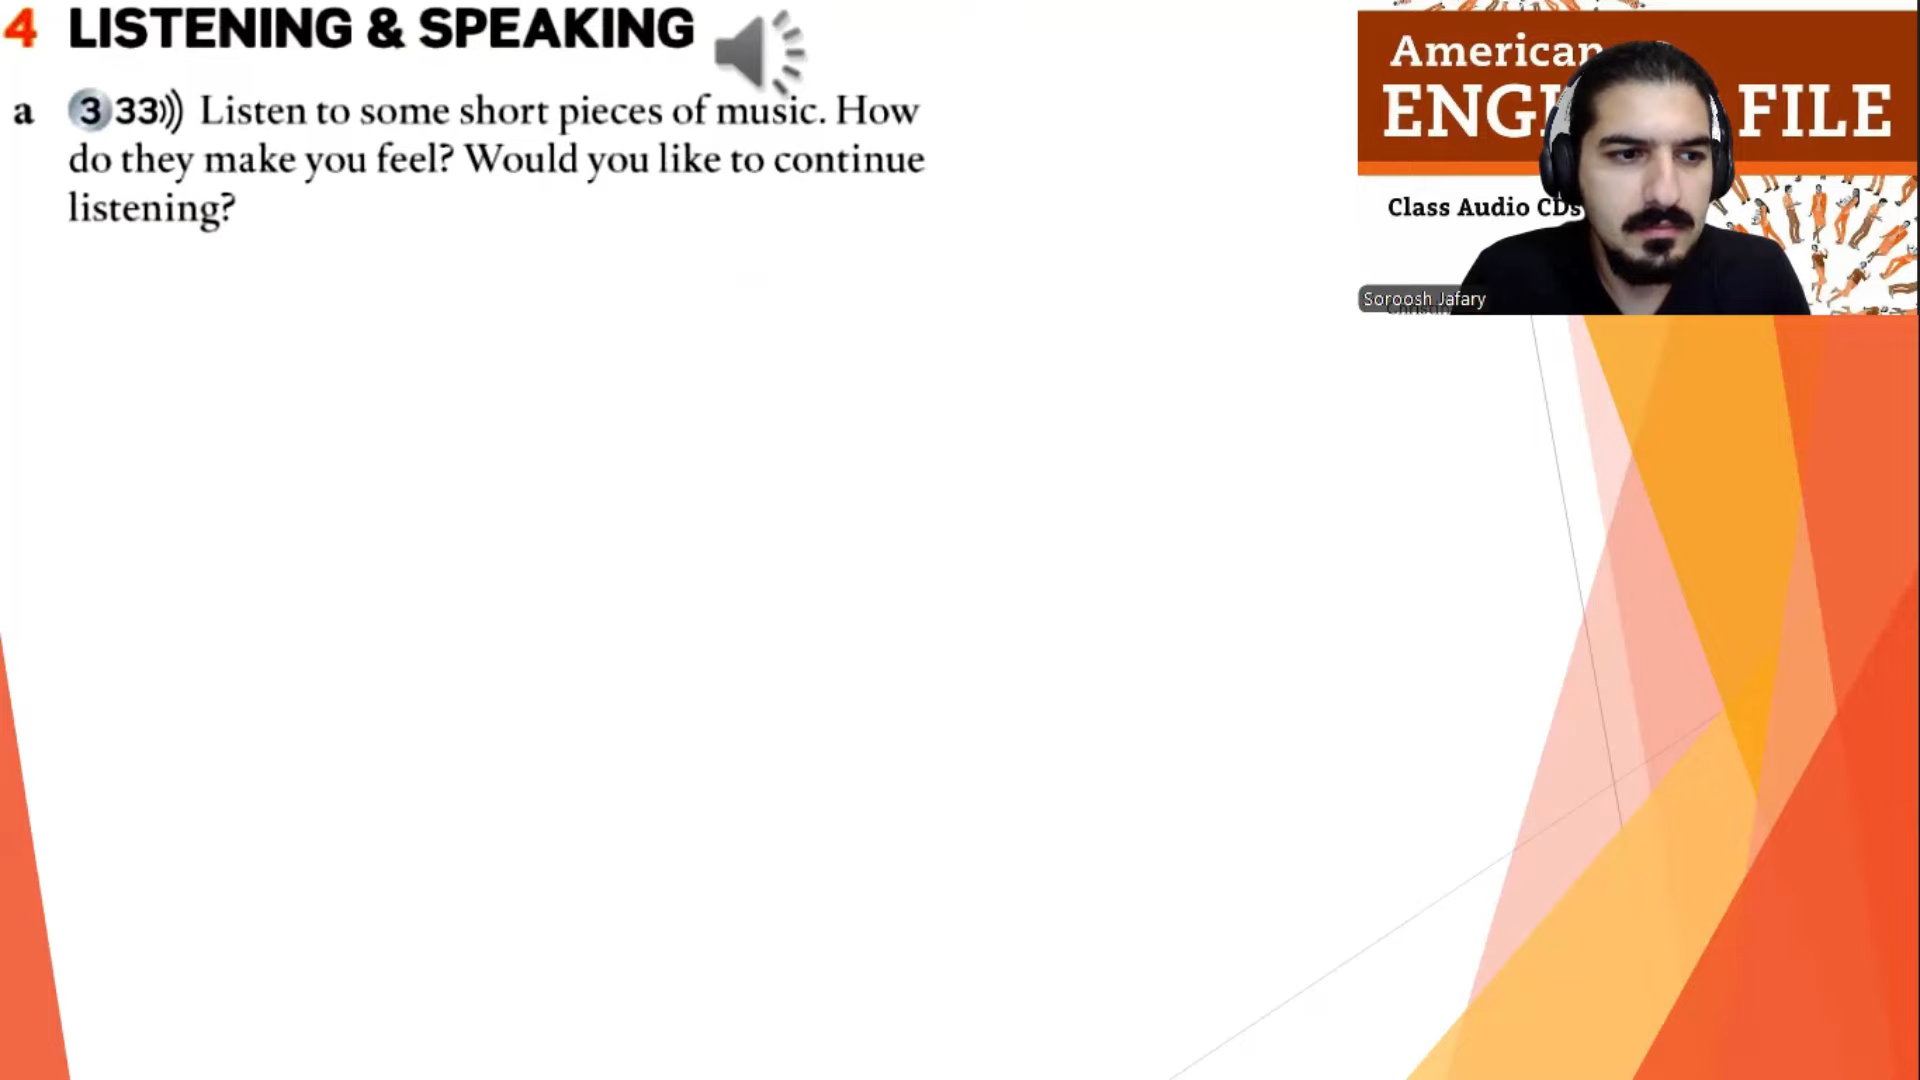 4 LISTENING & SPEAKING
a 3 33))) Listen to some short pieces of music. How
do they make you feel? Would you like to continue
listening?
American
ENG FILE
Class Audio CDs
Soroosh Jafary